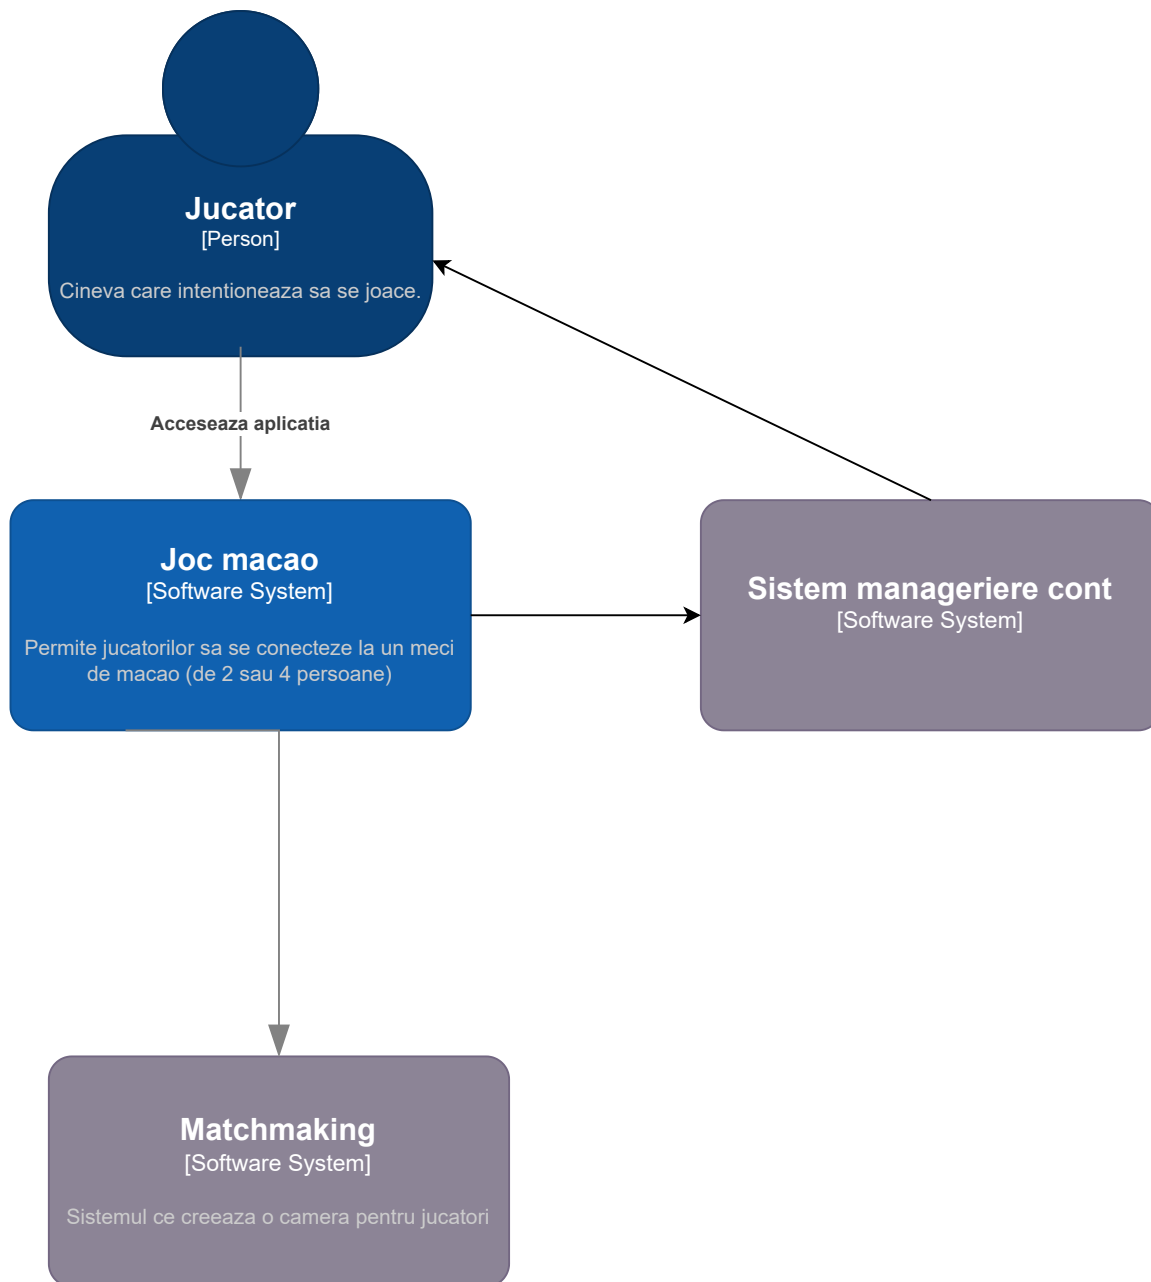 Jucator
[Person]
Cineva care intentioneaza sa se joace.
Acceseaza aplicatia
Joc macao
[Software System]
Permite jucatorilor sa se conecteze la un meci
de macao (de 2 sau 4 persoane)
Sistem manageriere cont
[Software System]
Matchmaking
[Software System]
Sistemul ce creeaza o camera pentru jucatori